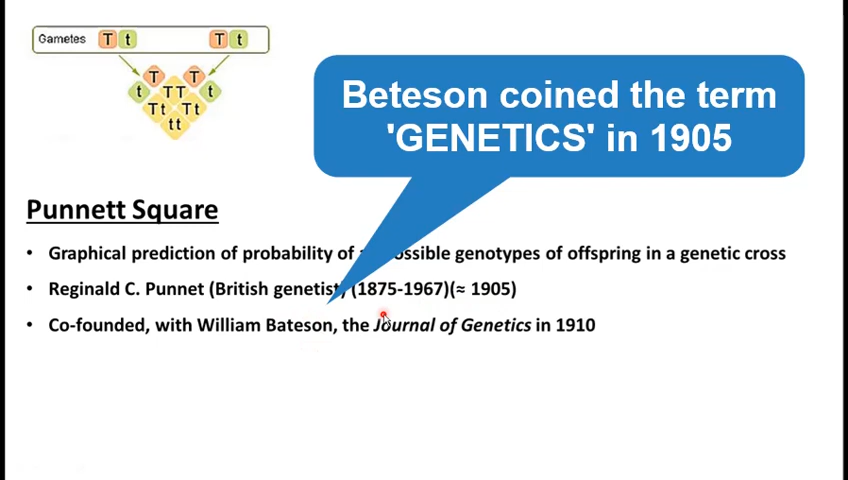 Gametes T t T t
T T
t TT t
Tt Tt
tt
Beteson coined the term
'GENETICS' in 1905
Punnett Square
• Graphical prediction of probability of possible genotypes of offspring in a genetic cross
• Reginald C. Punnet (British genetist) (1875-1967)(≈ 1905)
• Co-founded, with William Bateson, the Journal of Genetics in 1910